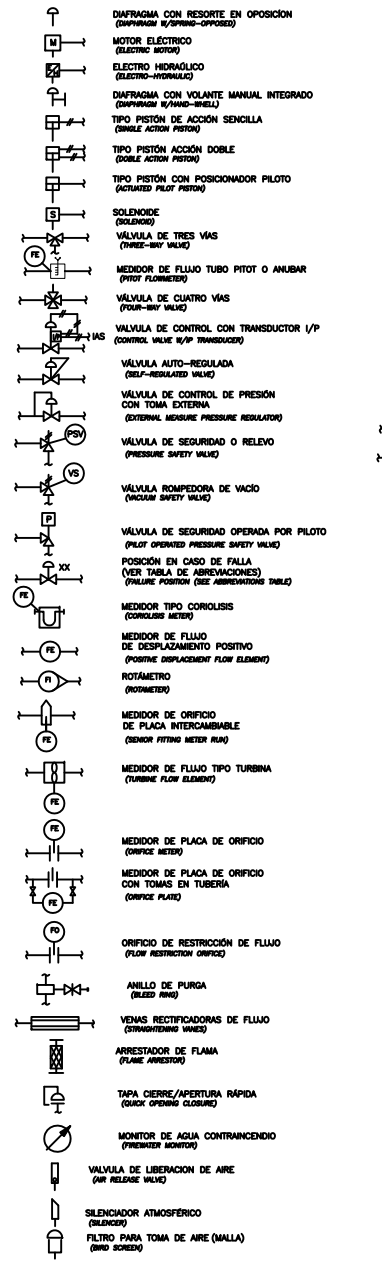 DIAFRAGMA CON RESORTE EN OPOSICÍON
(DIAPHRAGM W/SPRING-OPPOSED)
M
MOTOR ELÉCTRICO
(ELECTRIC MOTOR)
ELECTRO HIDRAÚLICO
(ELECTRO-HYDRAULIC)
DIAFRAGMA CON VOLANTE MANUAL INTEGRADO
(DIAPHRAGM W/HAND-WHELL)
TIPO PISTÓN DE ACCIÓN SENCILLA
(SINGLE ACTION PISTON)
TIPO PISTÓN ACCIÓN DOBLE
(DOBLE ACTION PISTON)
TIPO PISTÓN CON POSICIONADOR PILOTO
(ACTUATED PILOT PISTON)
S
SOLENOIDE
(SOLENOID)
VÁLVULA DE TRES VÍAS
(THREE-WAY VALVE)
FE
MEDIDOR DE FLUJO TUBO PITOT O ANUBAR
(PITOT FLOWMETER)
VÁLVULA DE CUATRO VÍAS
(FOUR-WAY VALVE)
IAS
VALVULA DE CONTROL CON TRANSDUCTOR I/P
(CONTROL VALVE W/IP TRANSDUCER)
VÁLVULA AUTO-REGULADA
(SELF-REGULATED VALVE)
VÁLVULA DE CONTROL DE PRESIÓN
CON TOMA EXTERNA
(EXTERNAL MEASURE PRESSURE REGULATOR)
PSV
VÁLVULA DE SEGURIDAD O RELEVO
(PRESSURE SAFETY VALVE)
VS
VÁLVULA ROMPEDORA DE VACÍO
(VACUUM SAFETY VALVE)
P
VÁLVULA DE SEGURIDAD OPERADA POR PILOTO
(PILOT OPERATED PRESSURE SAFETY VALVE)
XX
POSICIÓN EN CASO DE FALLA
(VER TABLA DE ABREVIACIONES)
(FAILURE POSITION (SEE ABBREVIATIONS TABLE)
FE
MEDIDOR TIPO CORIOLISIS
(CORIOLISIS METER)
MEDIDOR DE FLUJO
DE DESPLAZAMIENTO POSITIVO
FE
(POSITIVE DISPLACEMENT FLOW ELEMENT)
FI
ROTÁMETRO
(ROTAMETER)
MEDIDOR DE ORIFICIO
DE PLACA INTERCAMBIABLE
FE
(SENIOR FITTING METER RUN)
MEDIDOR DE FLUJO TIPO TURBINA
(TURBINE FLOW ELEMENT)
FE
FE
MEDIDOR DE PLACA DE ORIFICIO
(ORIFICE METER)
MEDIDOR DE PLACA DE ORIFICIO
CON TOMAS EN TUBERÍA
FE
(ORIFICE PLATE)
FO
ORIFICIO DE RESTRICCIÓN DE FLUJO
(FLOW RESTRICTION ORIFICE)
ANILLO DE PURGA
(BLEED RING)
VENAS RECTIFICADORAS DE FLUJO
(STRAIGHTENING VANES)
ARRESTADOR DE FLAMA
(FLAME ARRESTOR)
TAPA CIERRE/APERTURA RÁPIDA
(QUICK OPENING CLOSURE)
MONITOR DE AGUA CONTRAINCENDIO
(FIREWATER MONITOR)
VALVULA DE LIBERACION DE AIRE
(AIR RELEASE VALVE)
SILENCIADOR ATMOSFÉRICO
(SILENCER)
FILTRO PARA TOMA DE AIRE (MALLA)
(BIRD SCREEN)